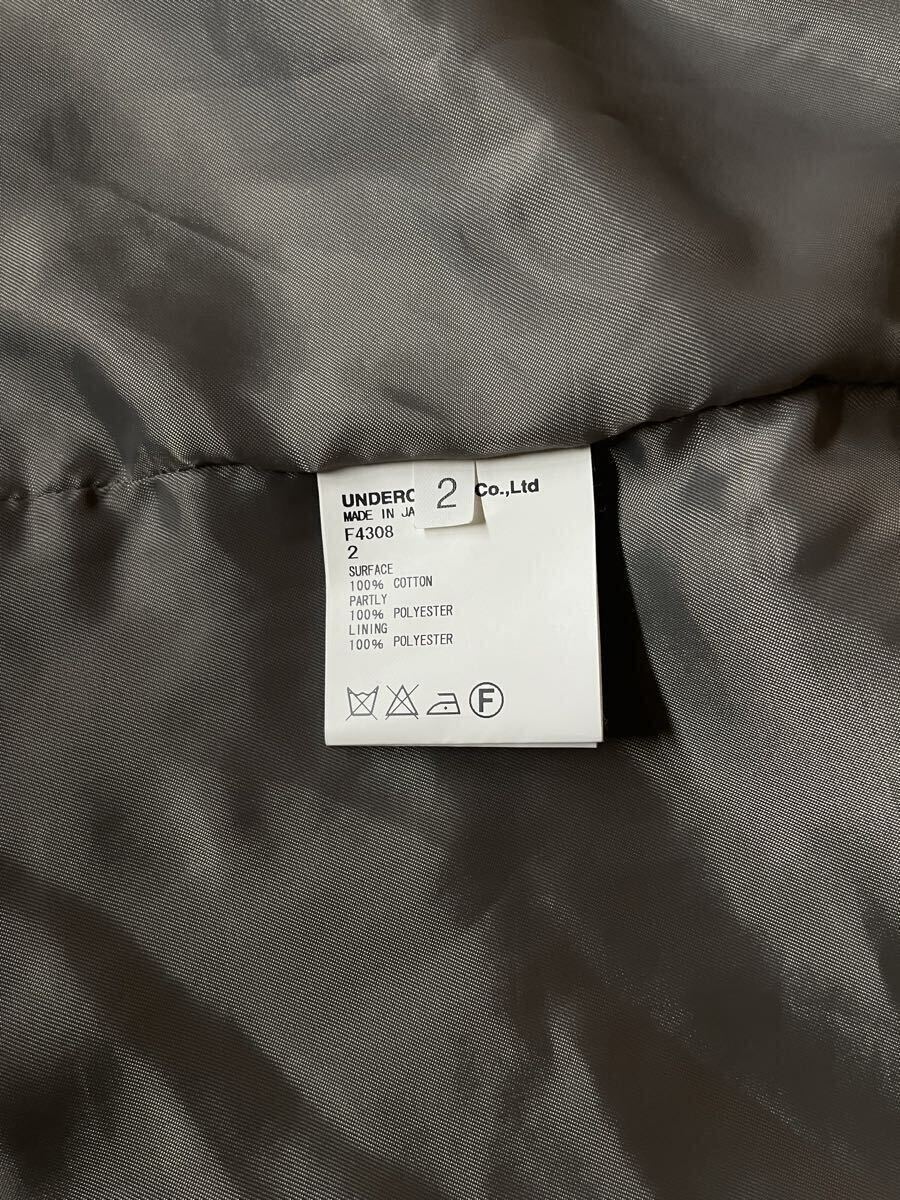 UNDERC 2 Co.,Ltd
MADE IN JA
F4308
2
SURFACE
100% COTTON
PARTLY
100% POLYESTER
LINING
100% POLYESTER
F